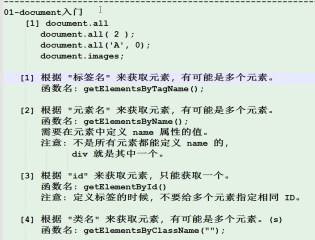 01-document入门
[1] document.all
document.all( 2 );
document.all('A', 0);
document.images;
[1] 根据 "标签名" 来获取元素，有可能是多个元素。
函数名: getElementsByTagName();
[2] 根据 "元素名" 来获取元素，有可能是多个元素。
函数名: getElementsByName();
需要在元素中定义 name 属性的值。
注意: 不是所有元素都能定义 name 的，
div 就是其中一个。
[3] 根据 "id" 来获取元素，只能获取一个。
函数名: getElementById()
注意: 定义标签的时候，不要给多个元素指定相同 ID。
[4] 根据 "类名" 来获取元素，有可能是多个元素。(s)
函数名: getElementsByClassName("");